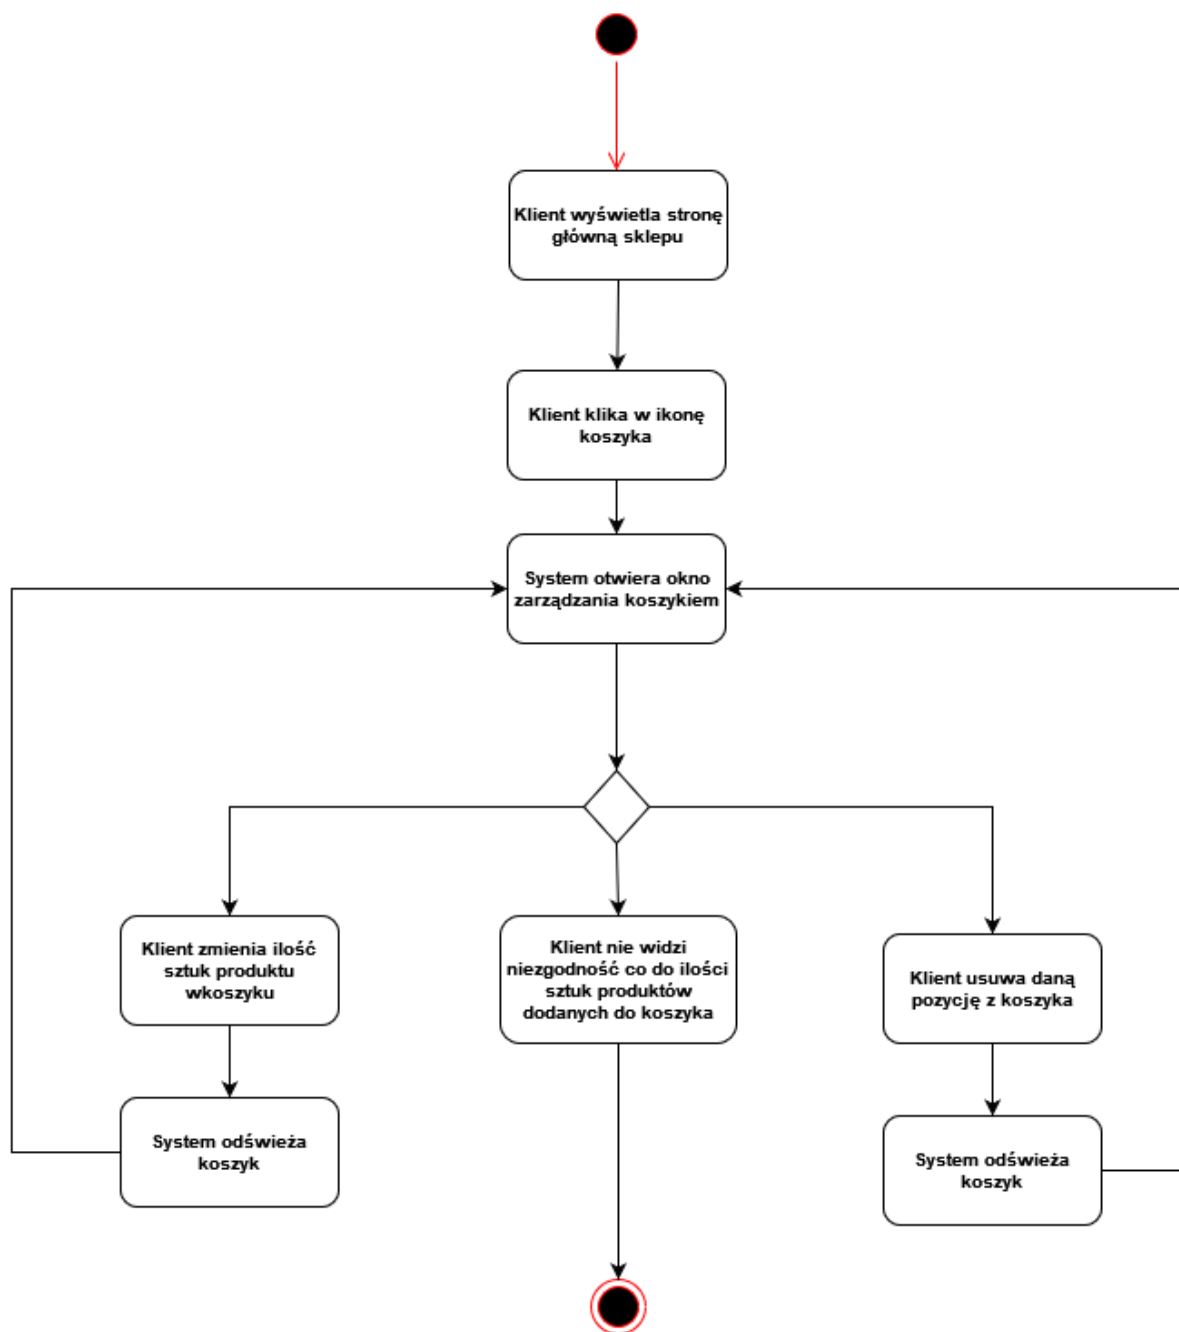 Klient wyświetla stronę
główną sklepu
Klient klika w ikonę
koszyka
System otwiera okno
zarządzania koszykiem
Klient zmienia ilość
sztuk produktu
wkoszyku
Klient nie widzi
niezgodność co do ilości
sztuk produktów
dodanych do koszyka
Klient usuwa daną
pozycję z koszyka
System odświeża
koszyk
System odświeża
koszyk